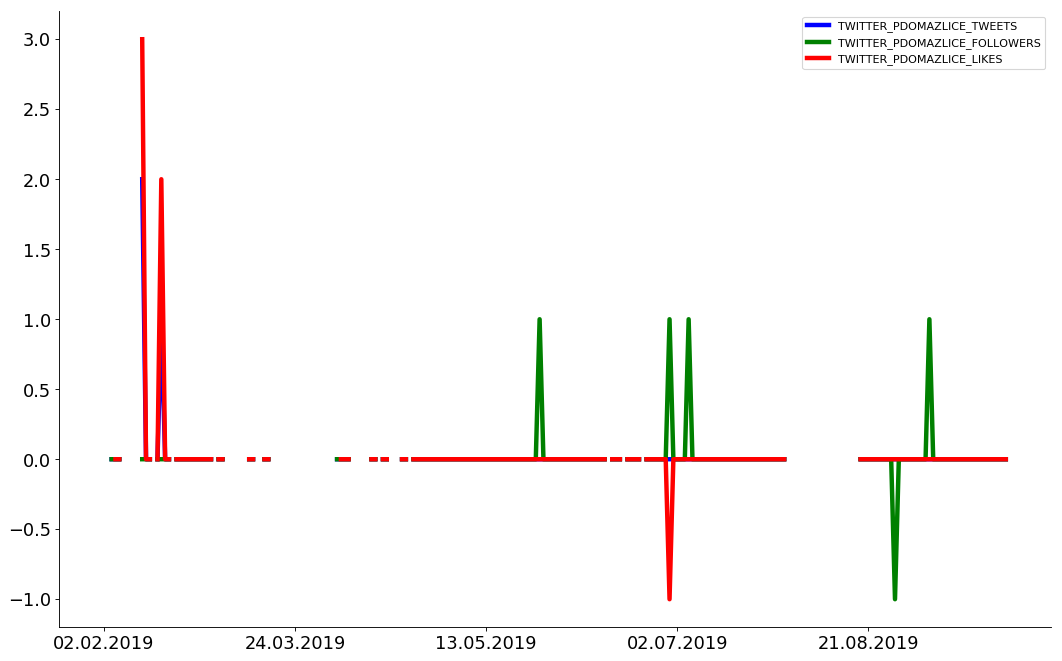 TWITTER_PDOMAZLICE_TWEETS
TWITTER_PDOMAZLICE_FOLLOWERS
TWITTER_PDOMAZLICE_LIKES
3.0
2.5
2.0
1.5
1.0
0.5
0.0
−0.5
−1.0
02.02.2019 24.03.2019 13.05.2019 02.07.2019 21.08.2019